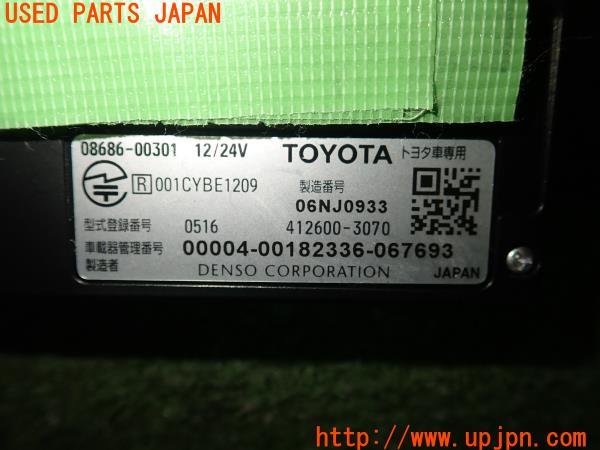 USED PARTS JAPAN
08686-00301 12/24V TOYOTA トヨタ車専用
R 001CYBE1209 製造番号
06NJ0933
型式登録番号 0516 412600-3070
車載器管理番号 00004-00182336-067693
製造者 DENSO CORPORATION JAPAN
http://www.upjpn.com/